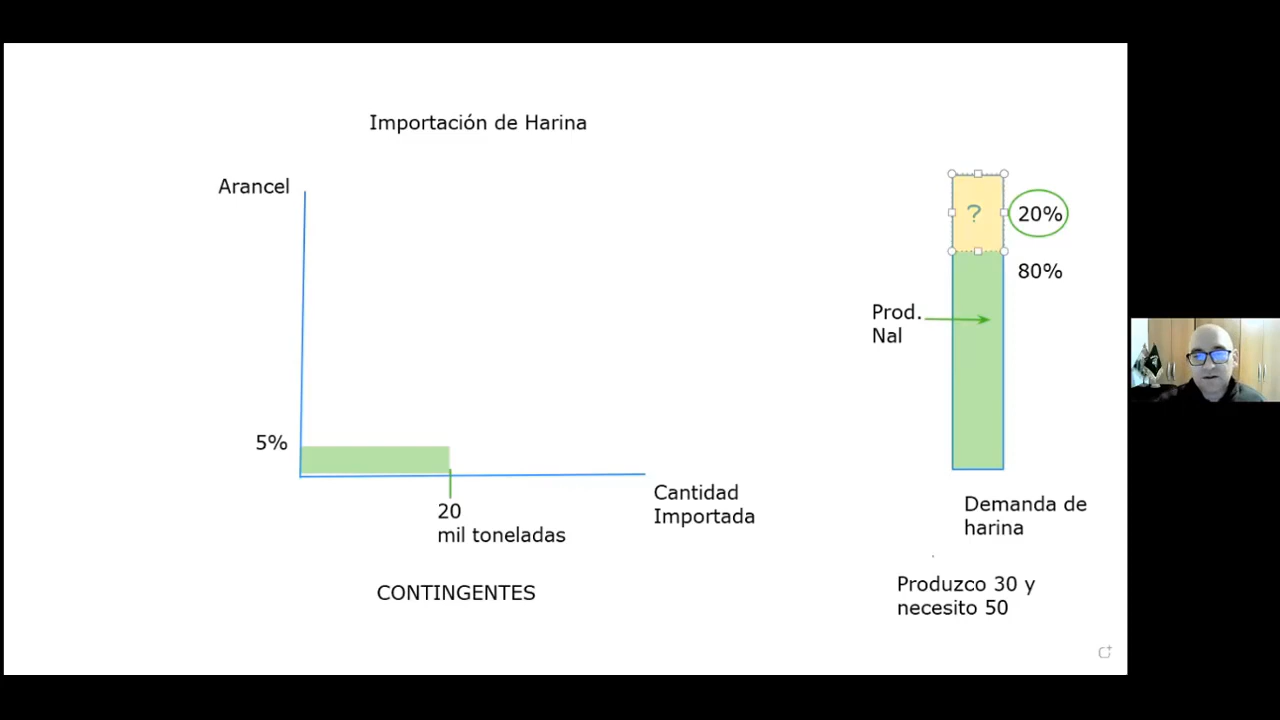 Importación de Harina
Arancel
5%
20
mil toneladas
Cantidad
Importada
CONTINGENTES
?
20%
80%
Prod.
Nal
Demanda de
harina
Produzco 30 y
necesito 50